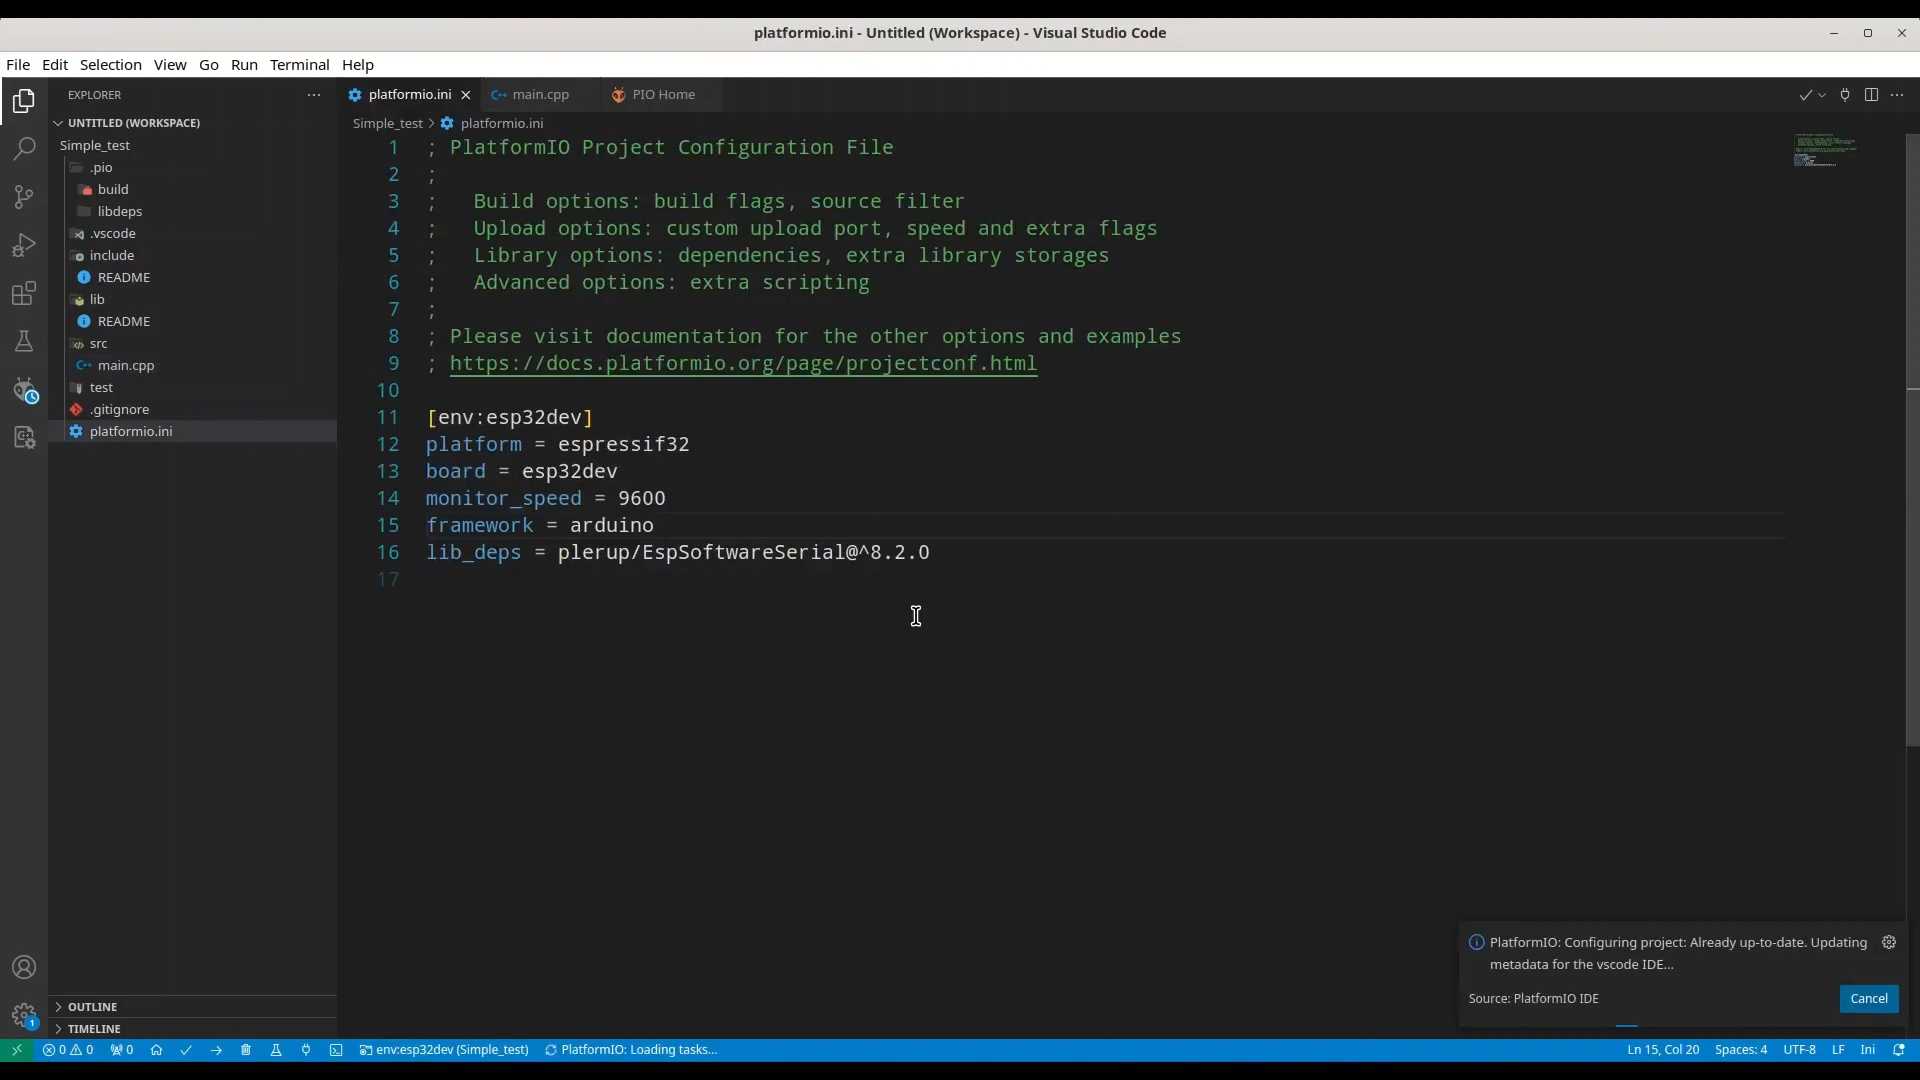 platformio.ini - Untitled (Workspace) - Visual Studio Code
File Edit Selection View Go Run Terminal Help
EXPLORER
UNTITLED (WORKSPACE)
Simple_test
.pio
build
libdeps
.vscode
include
README
lib
README
src
main.cpp
test
.gitignore
platformio.ini
OUTLINE
TIMELINE
platformio.ini main.cpp PIO Home
Simple_test > platformio.ini
1 ; PlatformIO Project Configuration File
2 ;
3 ;   Build options: build flags, source filter
4 ;   Upload options: custom upload port, speed and extra flags
5 ;   Library options: dependencies, extra library storages
6 ;   Advanced options: extra scripting
7 ;
8 ; Please visit documentation for the other options and examples
9 ; https://docs.platformio.org/page/projectconf.html
10
11 [env:esp32dev]
12 platform = espressif32
13 board = esp32dev
14 monitor_speed = 9600
15 framework = arduino
16 lib_deps = plerup/EspSoftwareSerial@^8.2.0
17
PlatformIO: Configuring project: Already up-to-date. Updating
metadata for the vscode IDE...
Source: PlatformIO IDE
Cancel
1
0 0 0 env:esp32dev (Simple_test) PlatformIO: Loading tasks... Ln 15, Col 20 Spaces: 4 UTF-8 LF Ini